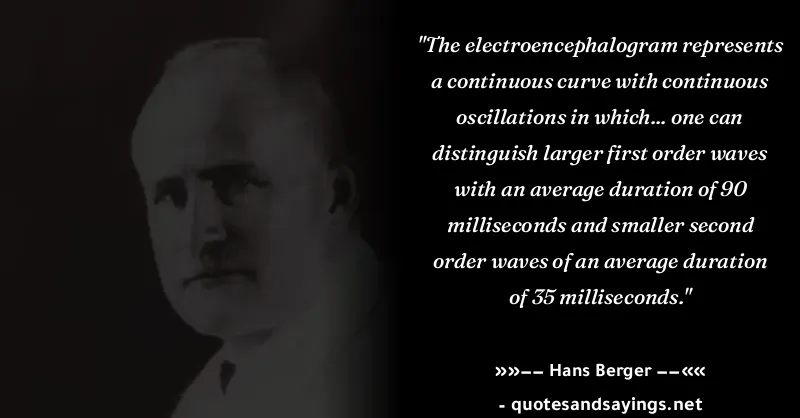 "The electroencephalogram represents
a continuous curve with continuous
oscillations in which... one can
distinguish larger first order waves
with an average duration of 90
milliseconds and smaller second
order waves of an average duration
of 35 milliseconds."
»»–– Hans Berger ––««
- quotesandsayings.net